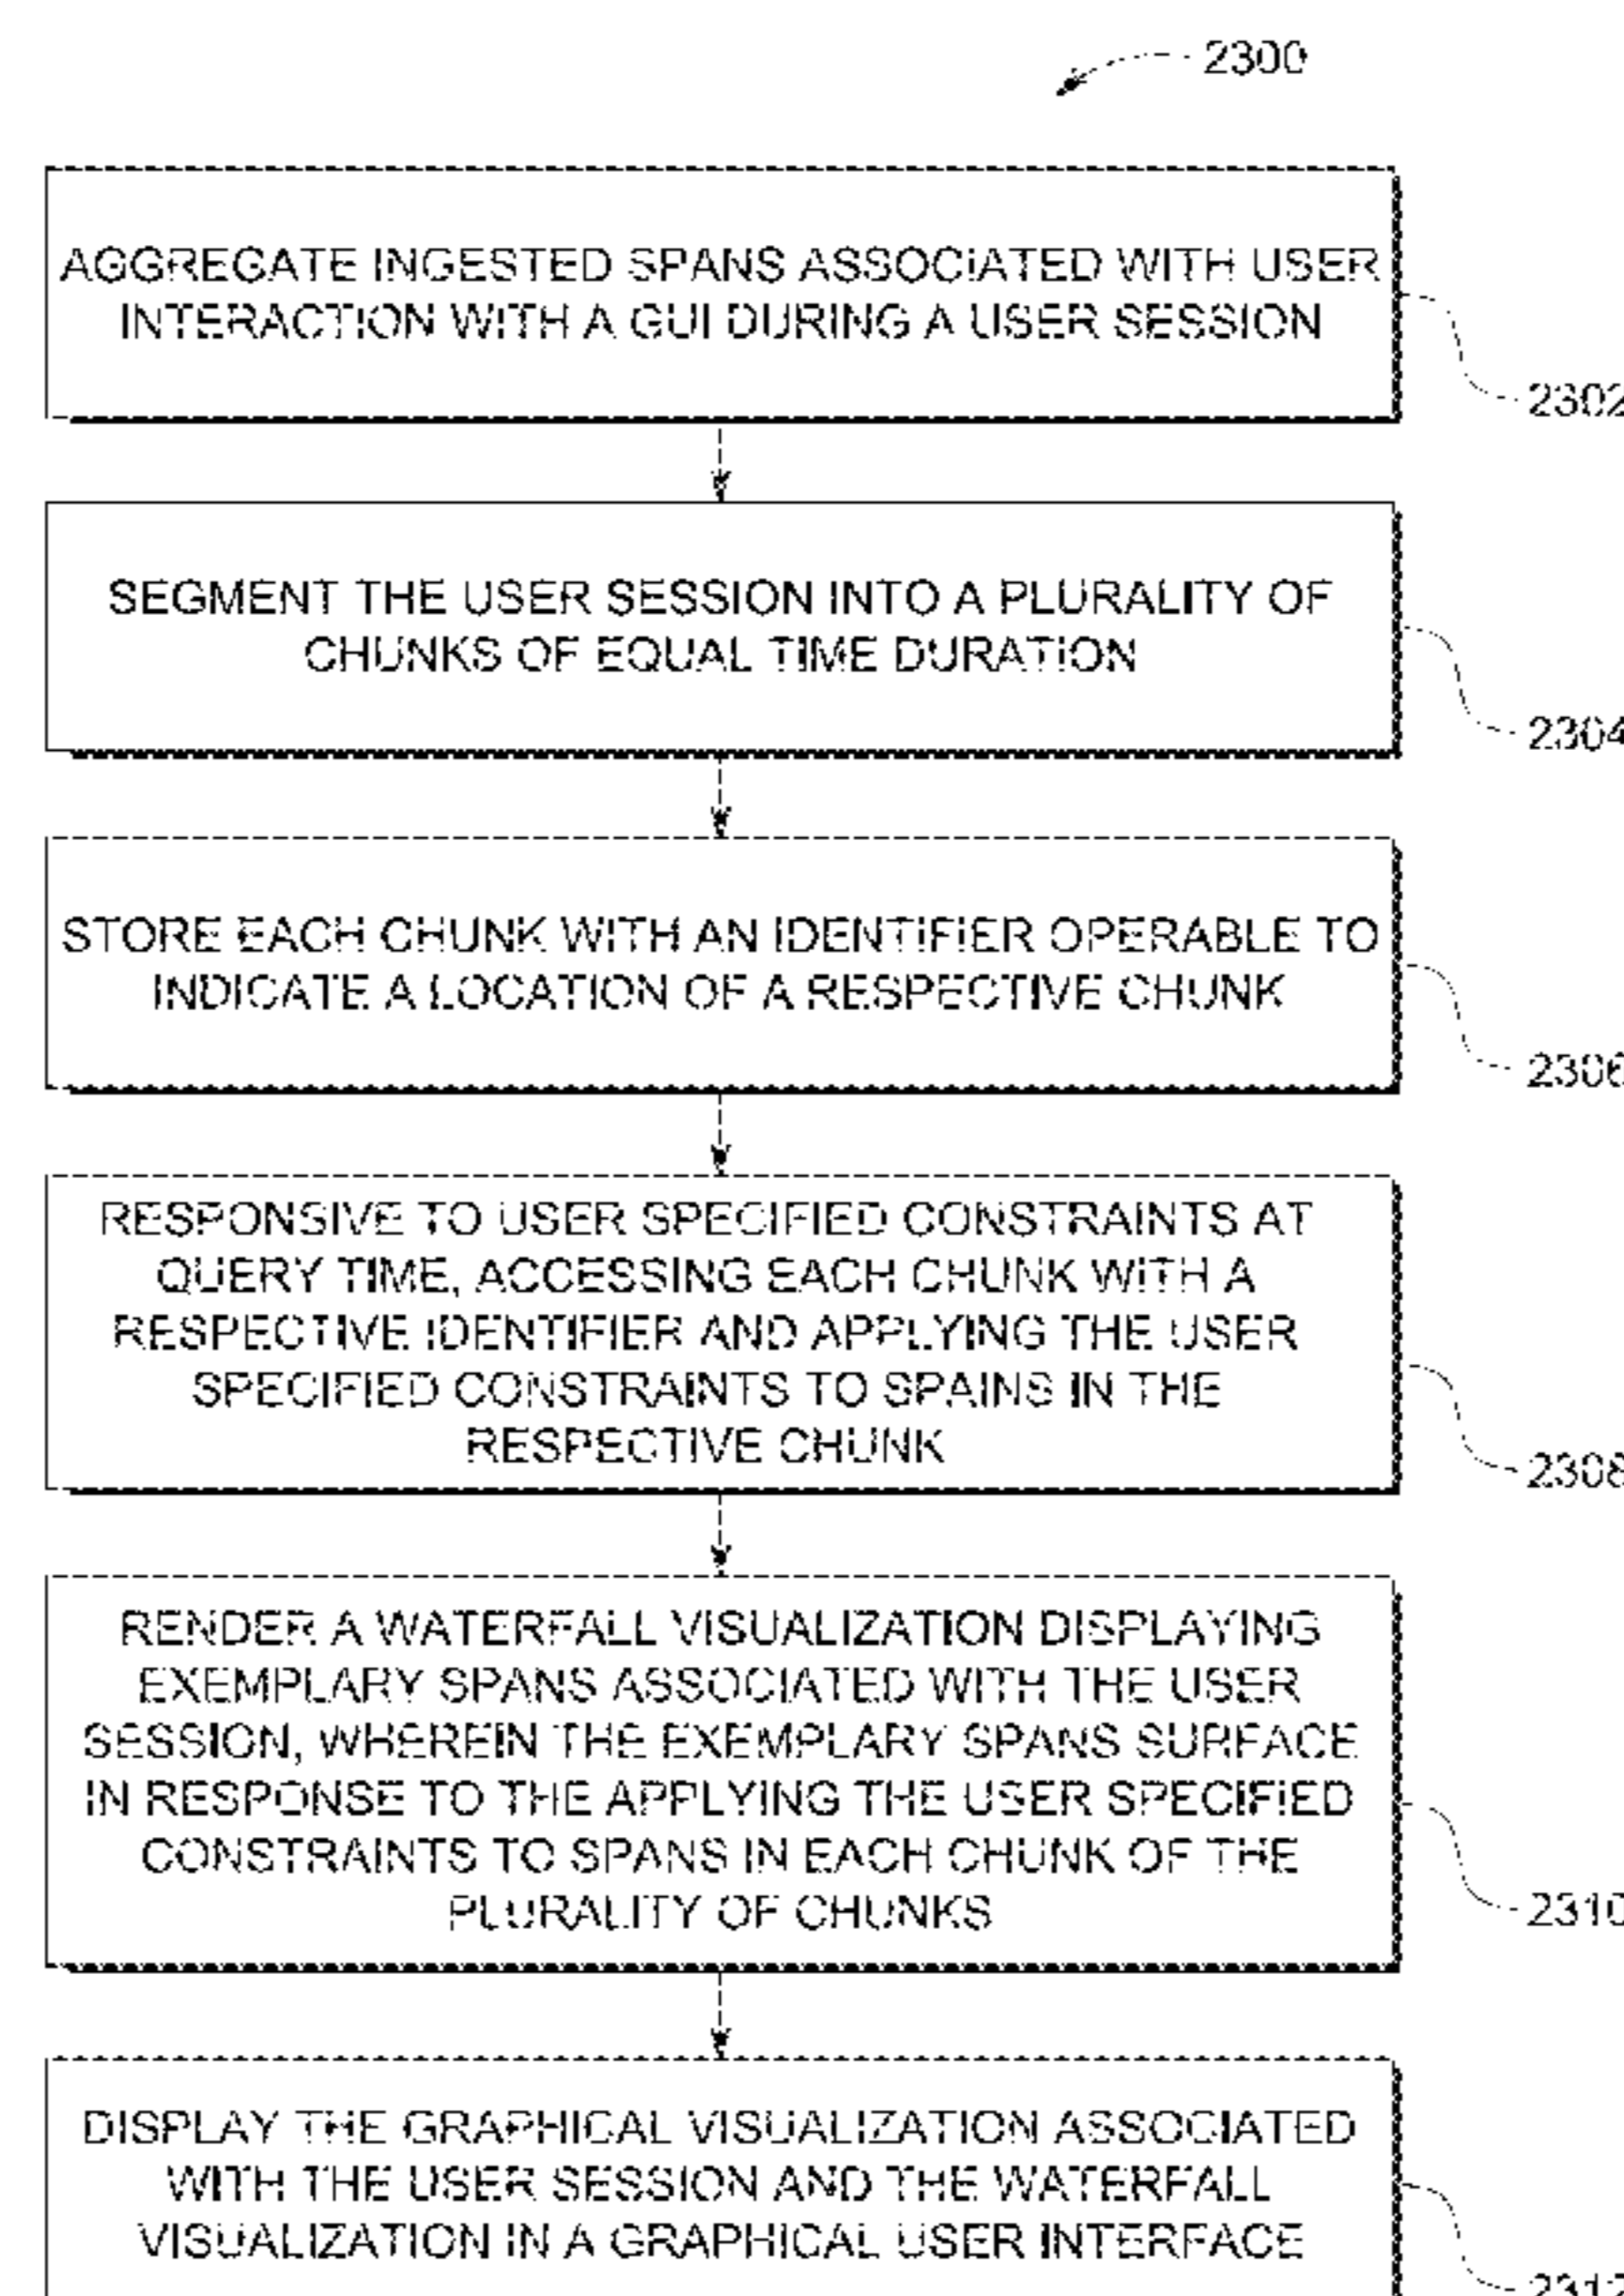 2300
AGGREGATE INGESTED SPANS ASSOCIATED WITH USER
INTERACTION WITH A GUI DURING A USER SESSION
2302
SEGMENT THE USER SESSION INTO A PLURALITY OF
CHUNKS OF EQUAL TIME DURATION
2304
STORE EACH CHUNK WITH AN IDENTIFIER OPERABLE TO
INDICATE A LOCATION OF A RESPECTIVE CHUNK
2306
RESPONSIVE TO USER SPECIFIED CONSTRAINTS AT
QUERY TIME, ACCESSING EACH CHUNK WITH A
RESPECTIVE IDENTIFIER AND APPLYING THE USER
SPECIFIED CONSTRAINTS TO SPAINS IN THE
RESPECTIVE CHUNK
2308
RENDER A WATERFALL VISUALIZATION DISPLAYING
EXEMPLARY SPANS ASSOCIATED WITH THE USER
SESSION, WHEREIN THE EXEMPLARY SPANS SURFACE
IN RESPONSE TO THE APPLYING THE USER SPECIFIED
CONSTRAINTS TO SPANS IN EACH CHUNK OF THE
PLURALITY OF CHUNKS
2310
DISPLAY THE GRAPHICAL VISUALIZATION ASSOCIATED
WITH THE USER SESSION AND THE WATERFALL
VISUALIZATION IN A GRAPHICAL USER INTERFACE
2312